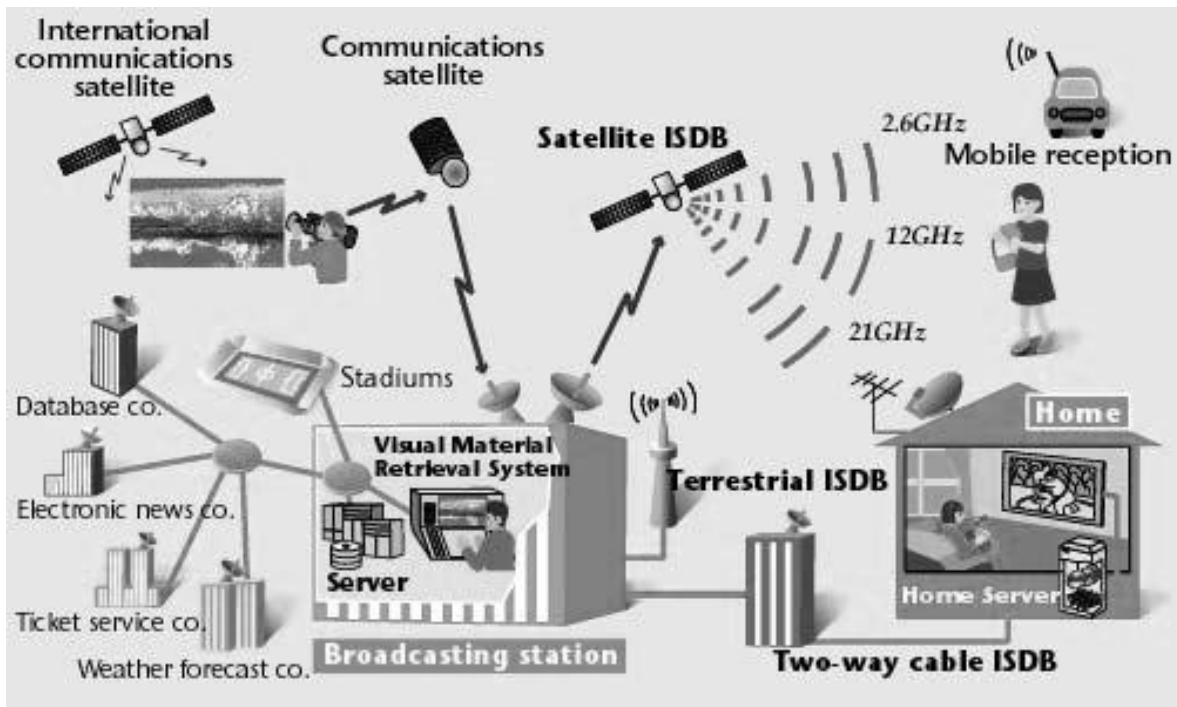 International
communications
satellite
Communications
satellite
Satellite ISDB
2.6GHz
Mobile reception
12GHz
21GHz
Stadiums
Database co.
Home
Visual Material
Retrieval System
Terrestrial ISDB
Electronic news co.
Server
Home Server
Ticket service co.
Broadcasting station
Weather forecast co.
Two-way cable ISDB